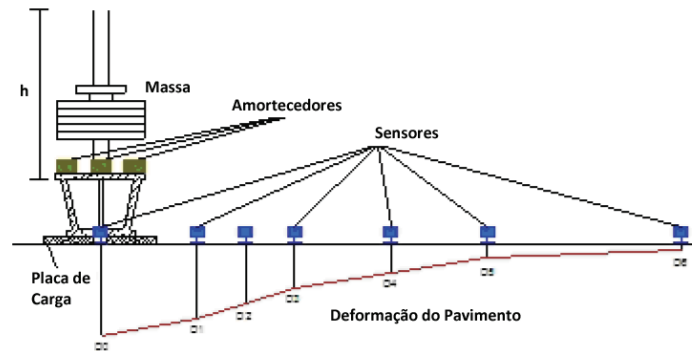 h
Massa
Amortecedores
Sensores
Placa de
Carga
D0
D1
D2
D3
D4
D5
D6
Deformação do Pavimento